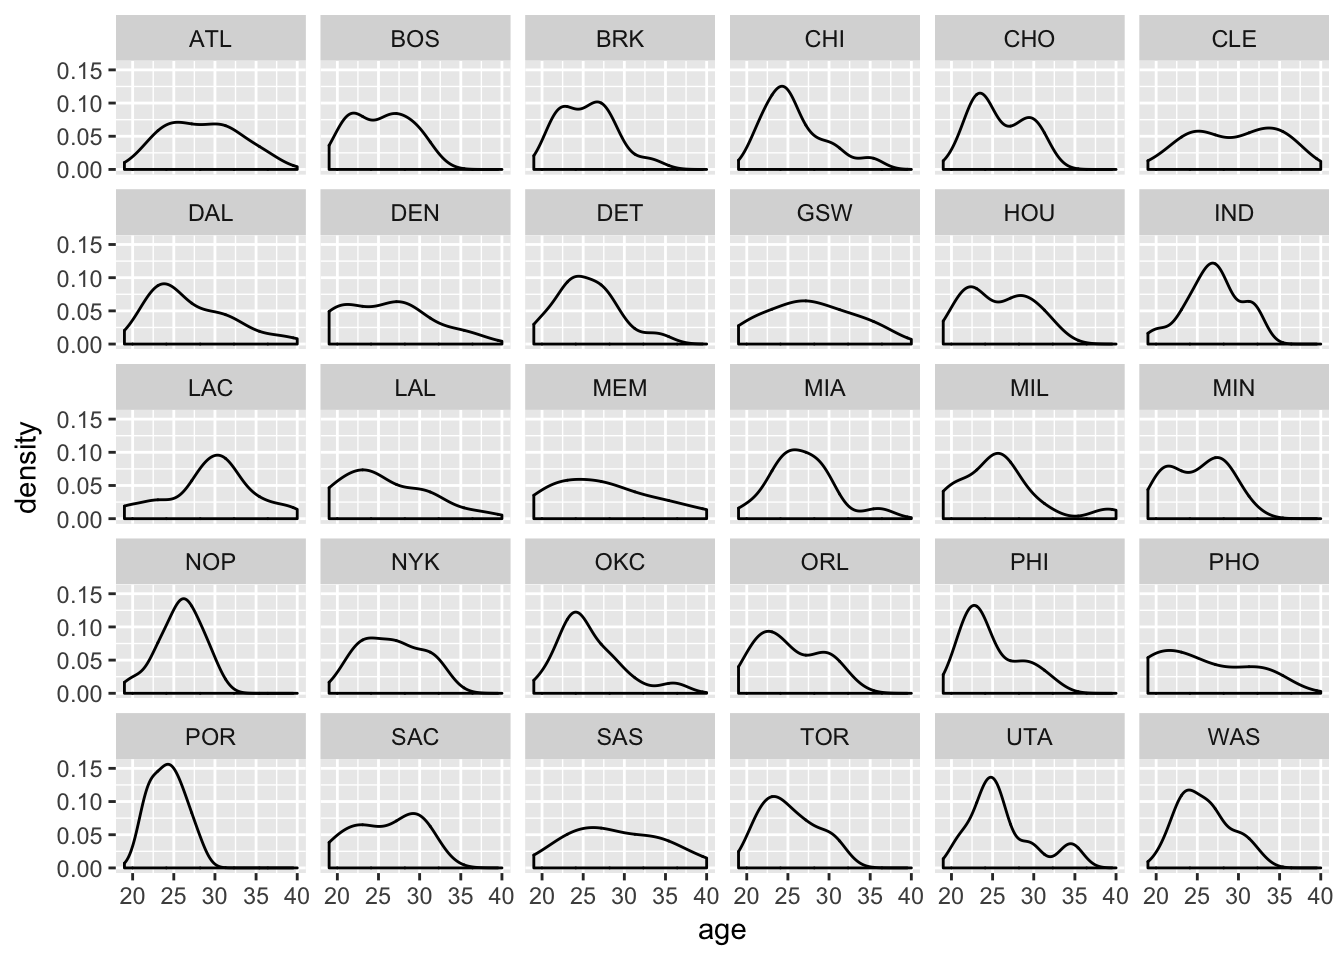 ATL BOS BRK CHI CHO CLE
0.15
0.10
0.05
0.00
DAL DEN DET GSW HOU IND
0.15
0.10
0.05
0.00
LAC LAL MEM MIA MIL MIN
0.15
0.10
0.05
0.00
density
NOP NYK OKC ORL PHI PHO
0.15
0.10
0.05
0.00
POR SAC SAS TOR UTA WAS
0.15
0.10
0.05
0.00
20 25 30 35 40 20 25 30 35 40 20 25 30 35 40 20 25 30 35 40 20 25 30 35 40 20 25 30 35 40
age